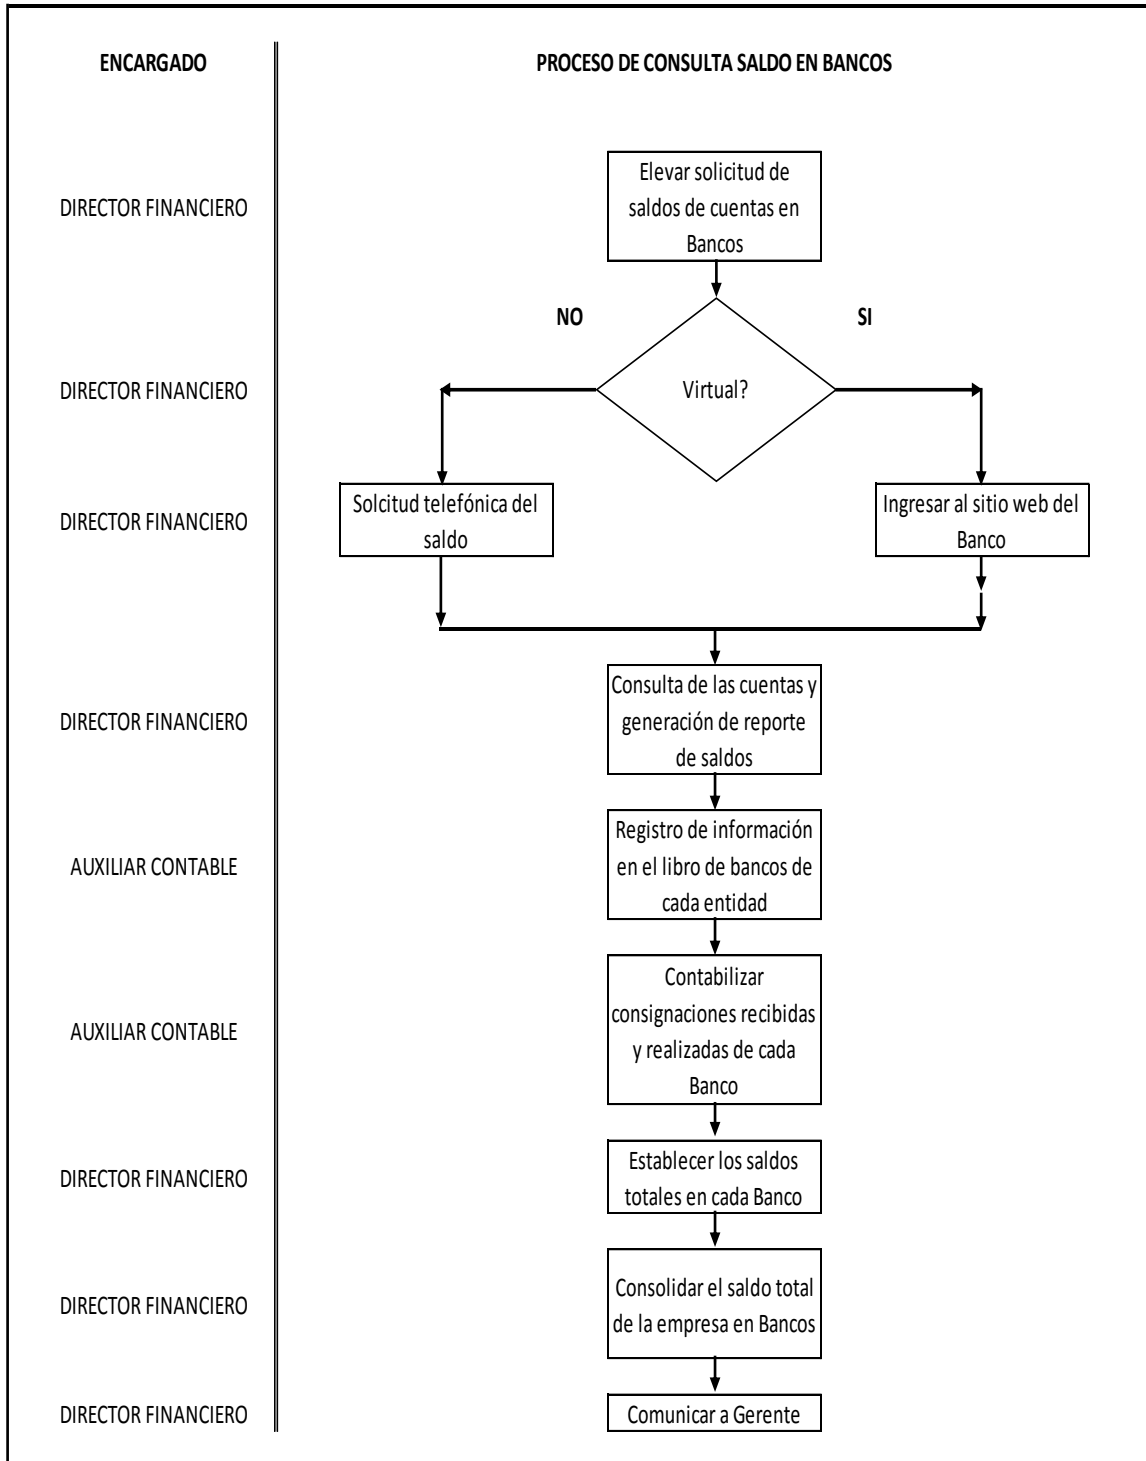 ENCARGADO
PROCESO DE CONSULTA SALDO EN BANCOS
DIRECTOR FINANCIERO
Elevar solicitud de
saldos de cuentas en
Bancos
NO
SI
DIRECTOR FINANCIERO
Virtual?
DIRECTOR FINANCIERO
Solcitud telefónica del
saldo
Ingresar al sitio web del
Banco
DIRECTOR FINANCIERO
Consulta de las cuentas y
generación de reporte
de saldos
AUXILIAR CONTABLE
Registro de información
en el libro de bancos de
cada entidad
AUXILIAR CONTABLE
Contabilizar
consignaciones recibidas
y realizadas de cada
Banco
DIRECTOR FINANCIERO
Establecer los saldos
totales en cada Banco
DIRECTOR FINANCIERO
Consolidar el saldo total
de la empresa en Bancos
DIRECTOR FINANCIERO
Comunicar a Gerente